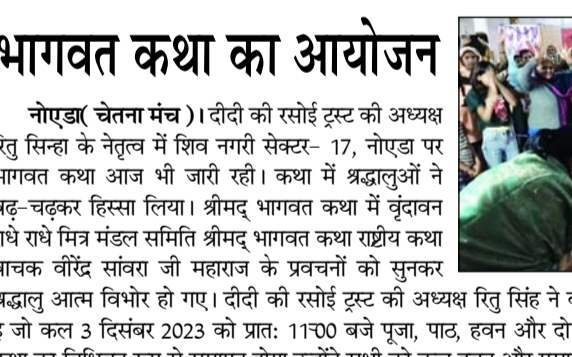 भागवत कथा का आयोजन
नोएडा( चेतना मंच )। दीदी की रसोई ट्रस्ट की अध्यक्ष
रितु सिन्हा के नेतृत्व में शिव नगरी सेक्टर- 17, नोएडा पर
भागवत कथा आज भी जारी रही। कथा में श्रद्धालुओं ने
बढ़-चढ़कर हिस्सा लिया। श्रीमद् भागवत कथा में वृंदावन
राधे राधे मित्र मंडल समिति श्रीमद् भागवत कथा राष्ट्रीय कथा
वाचक वीरेंद्र सांवरा जी महाराज के प्रवचनों को सुनकर
श्रद्धालु आत्म विभोर हो गए। दीदी की रसोई ट्रस्ट की अध्यक्ष रितु सिंह ने
जो कल 3 दिसंबर 2023 को प्रात: 11:00 बजे पूजा, पाठ, हवन और